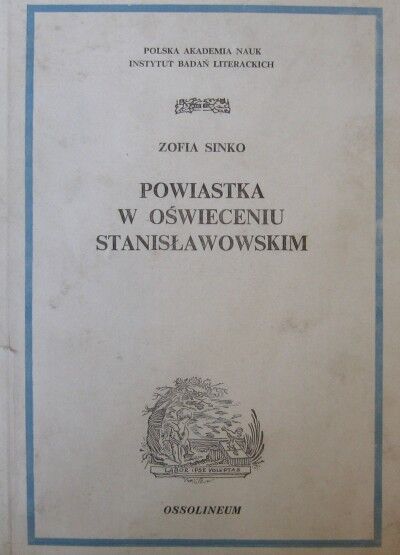 POLSKA AKADEMIA NAUK
INSTYTUT BADAŃ LITERACKICH
ZOFIA SINKO
POWIASTKA
W OŚWIECENIU
STANISŁAWOWSKIM
LABOR IPSE VOLUPTAS
OSSOLINEUM